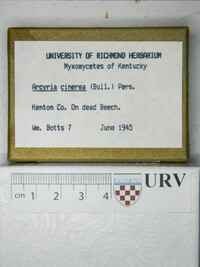 UNIVERSITY OF RICHMOND HERBARIUM
Myxomycetes of Kentucky
Arcyria cinerea (Bull.) Pers.
Kenton Co. On dead Beech.
Wm. Botts 7 June 1945
cm 1 2 3 4
URV